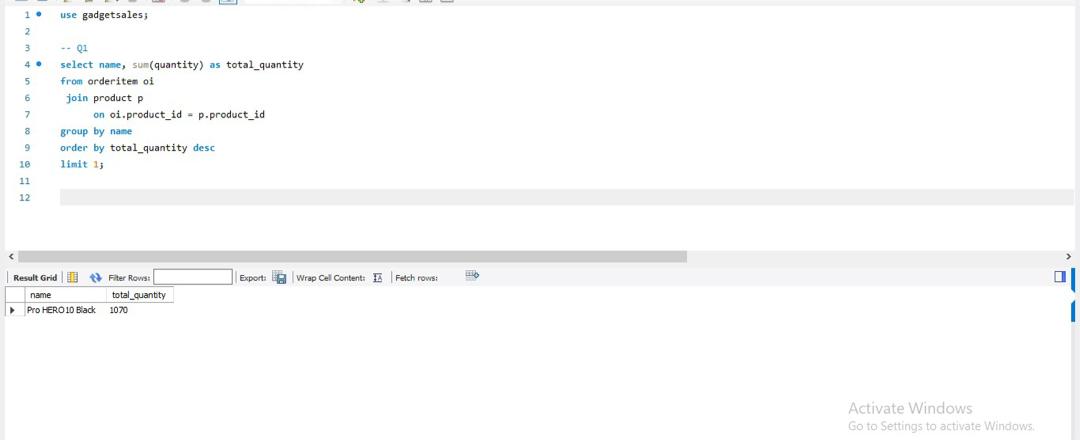 1 use gadgetsales;
2
3 -- Q1
4 select name, sum(quantity) as total_quantity
5 from orderitem oi
6 join product p
7 on oi.product_id = p.product_id
8 group by name
9 order by total_quantity desc
10 limit 1;
11
12
Result Grid Filter Rows: Export: Wrap Cell Content: Fetch rows:
name total_quantity
Pro HERO10 Black 1070
Activate Windows
Go to Settings to activate Windows.